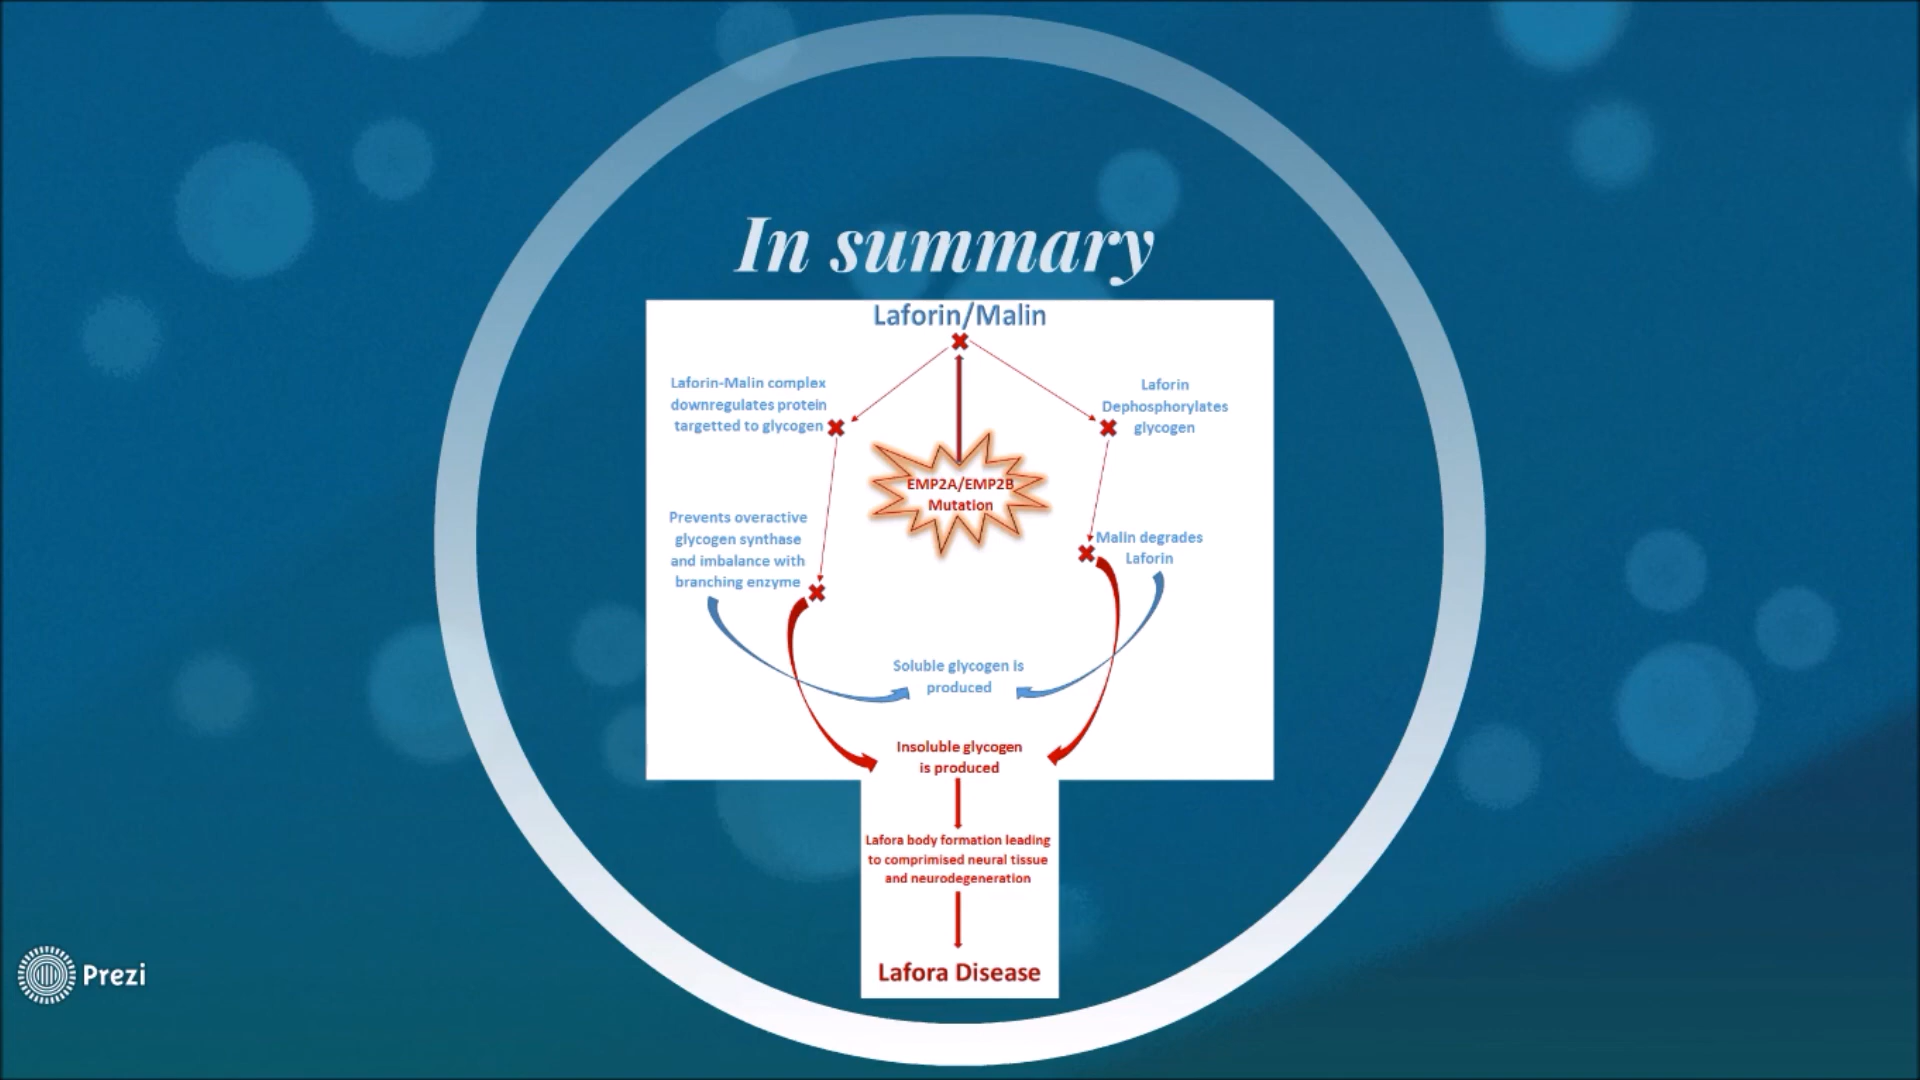 In summary
Laforin/Malin
Laforin-Malin complex
downregulates protein
targetted to glycogen
Laforin
Dephosphorylates
glycogen
EMP2A/EMP2B
Mutation
Prevents overactive
glycogen synthase
and imbalance with
branching enzyme
Malin degrades
Laforin
Soluble glycogen is
produced
Insoluble glycogen
is produced
Lafora body formation leading
to comprimised neural tissue
and neurodegeneration
Lafora Disease
Prezi